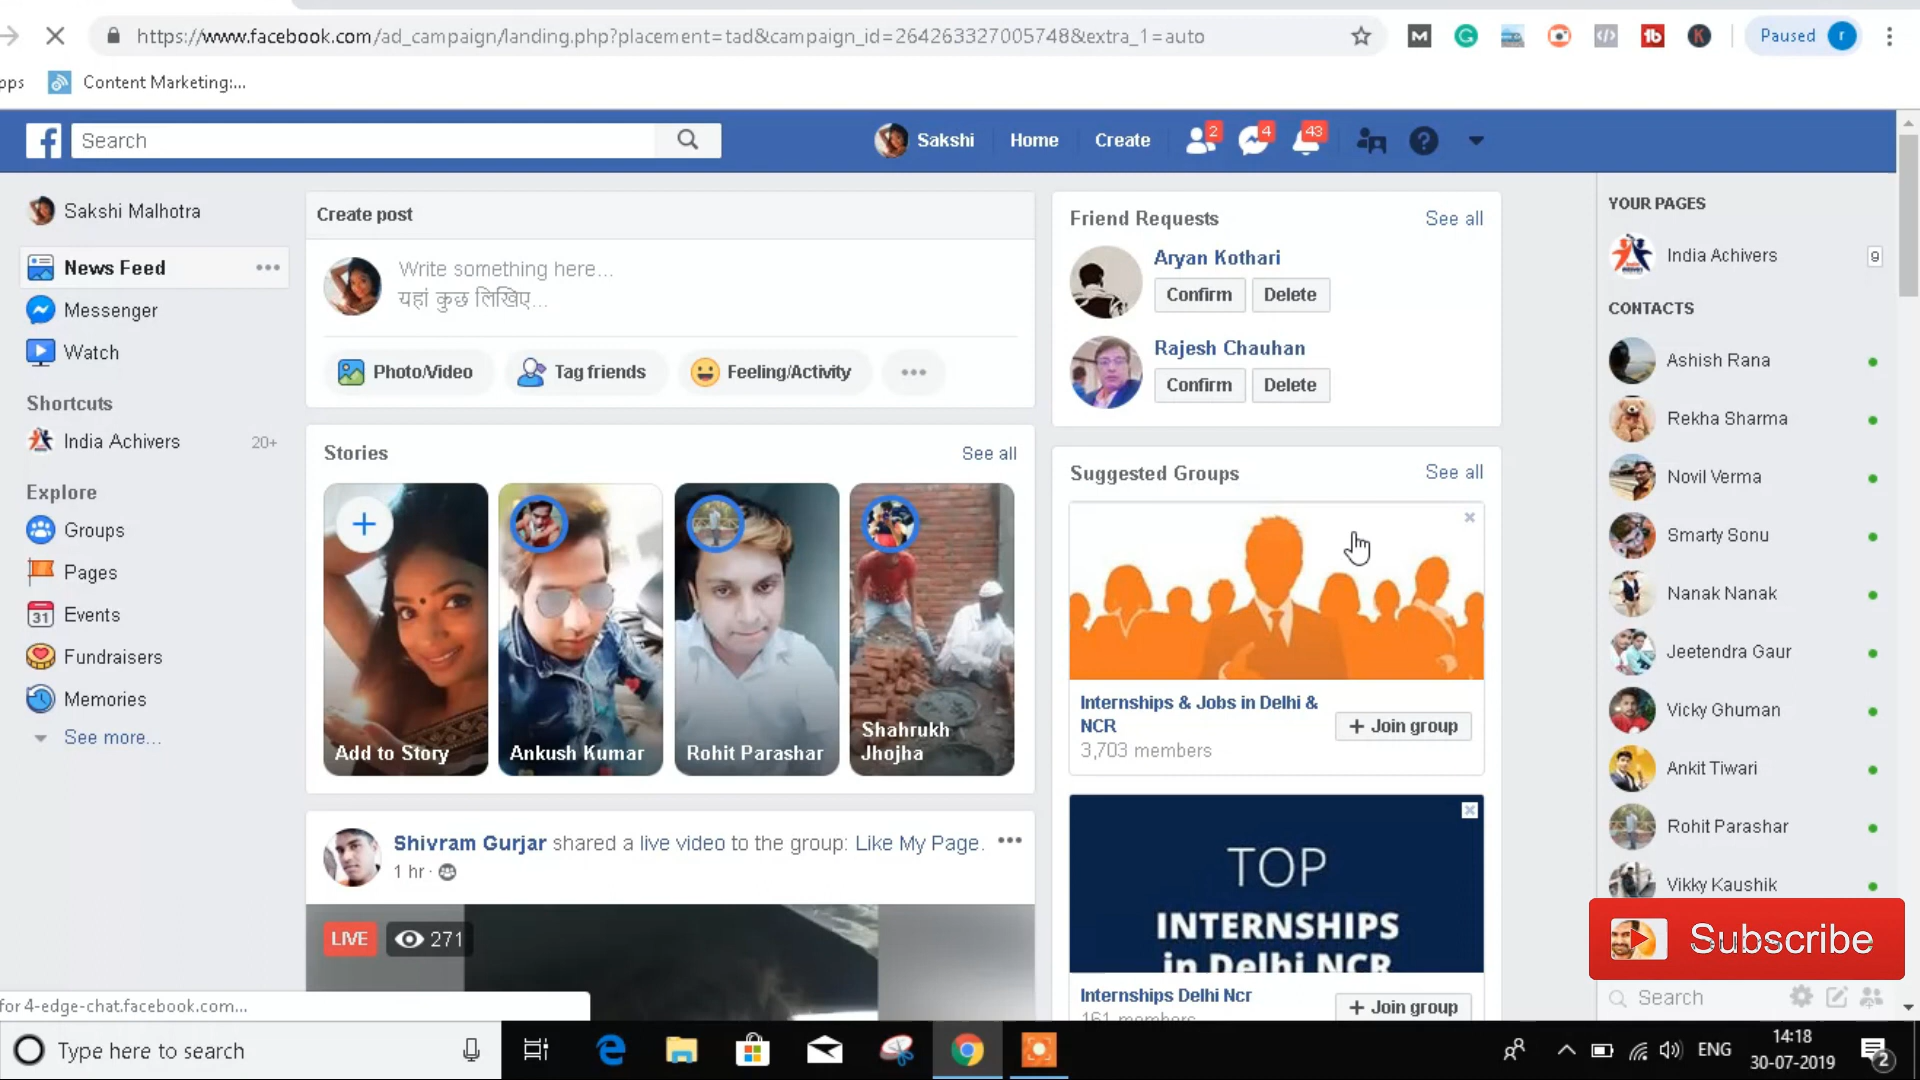 https://www.facebook.com/ad_campaign/landing.php?placement=tad&campaign_id=264263327005748&extra_1=auto
Paused
r
pps
Content Marketing:...
Search
Sakshi
Home
Create
2
4
43
Sakshi Malhotra
News Feed
Messenger
Watch
Shortcuts
India Achivers
20+
Explore
Groups
Pages
31
Events
Fundraisers
Memories
See more...
Create post
Write something here...
यहां कुछ लिखिए...
Photo/Video
Tag friends
Feeling/Activity
Stories
See all
Add to Story
Ankush Kumar
Rohit Parashar
Shahrukh
Jhojha
Shivram Gurjar shared a live video to the group: Like My Page.
1 hr ·
LIVE
271
Friend Requests
See all
Aryan Kothari
Confirm
Delete
Rajesh Chauhan
Confirm
Delete
Suggested Groups
See all
Internships & Jobs in Delhi &
NCR
3,703 members
+ Join group
TOP
INTERNSHIPS
in Delhi NCR
Internships Delhi Ncr
161 members
+ Join group
YOUR PAGES
India Achivers
9
CONTACTS
Ashish Rana
Rekha Sharma
Novil Verma
Smarty Sonu
Nanak Nanak
Jeetendra Gaur
Vicky Ghuman
Ankit Tiwari
Rohit Parashar
Vikky Kaushik
Subscribe
Search
for 4-edge-chat.facebook.com...
Type here to search
ENG
14:18
30-07-2019
2